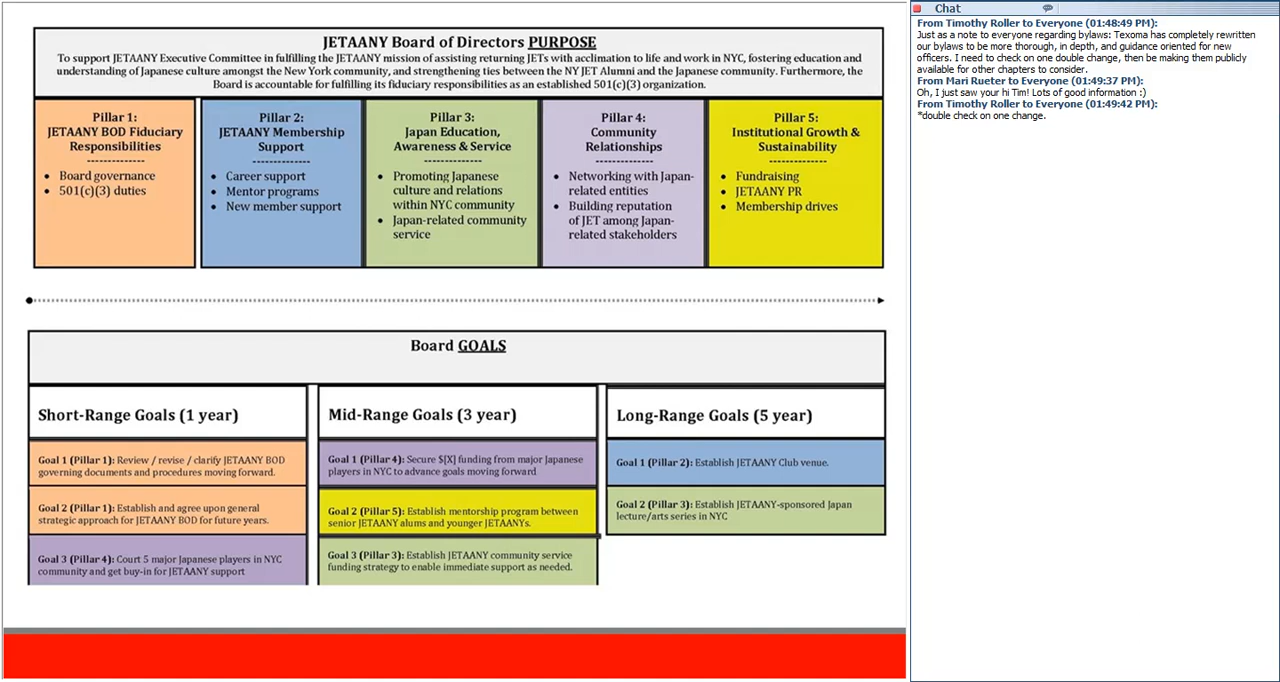 JETAANY Board of Directors PURPOSE
To support JETAANY Executive Committee in fulfilling the JETAANY mission of assisting returning JETs with acclimation to life and work in NYC, fostering education and
understanding of Japanese culture amongst the New York community, and strengthening ties between the NY JET Alumni and the Japanese community. Furthermore, the
Board is accountable for fulfilling its fiduciary responsibilities as an established 501(c)(3) organization.
Pillar 1:
JETAANY BOD Fiduciary
Responsibilities
--------------
• Board governance
• 501(c)(3) duties
Pillar 2:
JETAANY Membership
Support
--------------
• Career support
• Mentor programs
• New member support
Pillar 3:
Japan Education,
Awareness & Service
--------------
• Promoting Japanese
culture and relations
within NYC community
• Japan-related community
service
Pillar 4:
Community
Relationships
--------------
• Networking with Japan-
related entities
• Building reputation
of JET among Japan-
related stakeholders
Pillar 5:
Institutional Growth &
Sustainability
--------------
• Fundraising
• JETAANY PR
• Membership drives
Board GOALS
Short-Range Goals (1 year)
Goal 1 (Pillar 1): Review / revise / clarify JETAANY BOD
governing documents and procedures moving forward.
Goal 2 (Pillar 1): Establish and agree upon general
strategic approach for JETAANY BOD for future years.
Goal 3 (Pillar 4): Court 5 major Japanese players in NYC
community and get buy-in for JETAANY support
Mid-Range Goals (3 year)
Goal 1 (Pillar 4): Secure $[X] funding from major Japanese
players in NYC to advance goals moving forward
Goal 2 (Pillar 5): Establish mentorship program between
senior JETAANY alums and younger JETAANYs.
Goal 3 (Pillar 3): Establish JETAANY community service
funding strategy to enable immediate support as needed.
Long-Range Goals (5 year)
Goal 1 (Pillar 2): Establish JETAANY Club venue.
Goal 2 (Pillar 3): Establish JETAANY-sponsored Japan
lecture/arts series in NYC
Chat
From Timothy Roller to Everyone (01:48:49 PM):
Just as a note to everyone regarding bylaws: Texoma has completely rewritten
our bylaws to be more thorough, in depth, and guidance oriented for new
officers. I need to check on one double change, then be making them publicly
available for other chapters to consider.
From Mari Rueter to Everyone (01:49:37 PM):
Oh, I just saw your hi Tim! Lots of good information :)
From Timothy Roller to Everyone (01:49:42 PM):
*double check on one change.